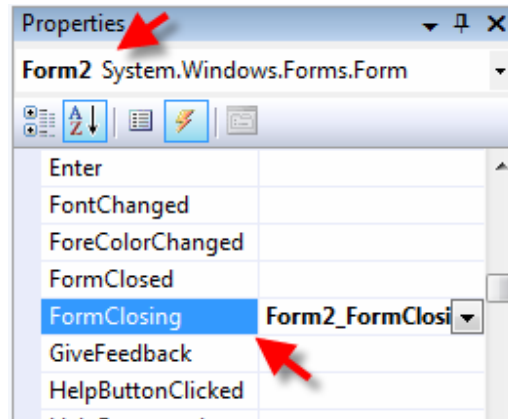 Properties
Form2 System.Windows.Forms.Form
Enter
FontChanged
ForeColorChanged
FormClosed
FormClosing Form2_FormClosi
GiveFeedback
HelpButtonClicked